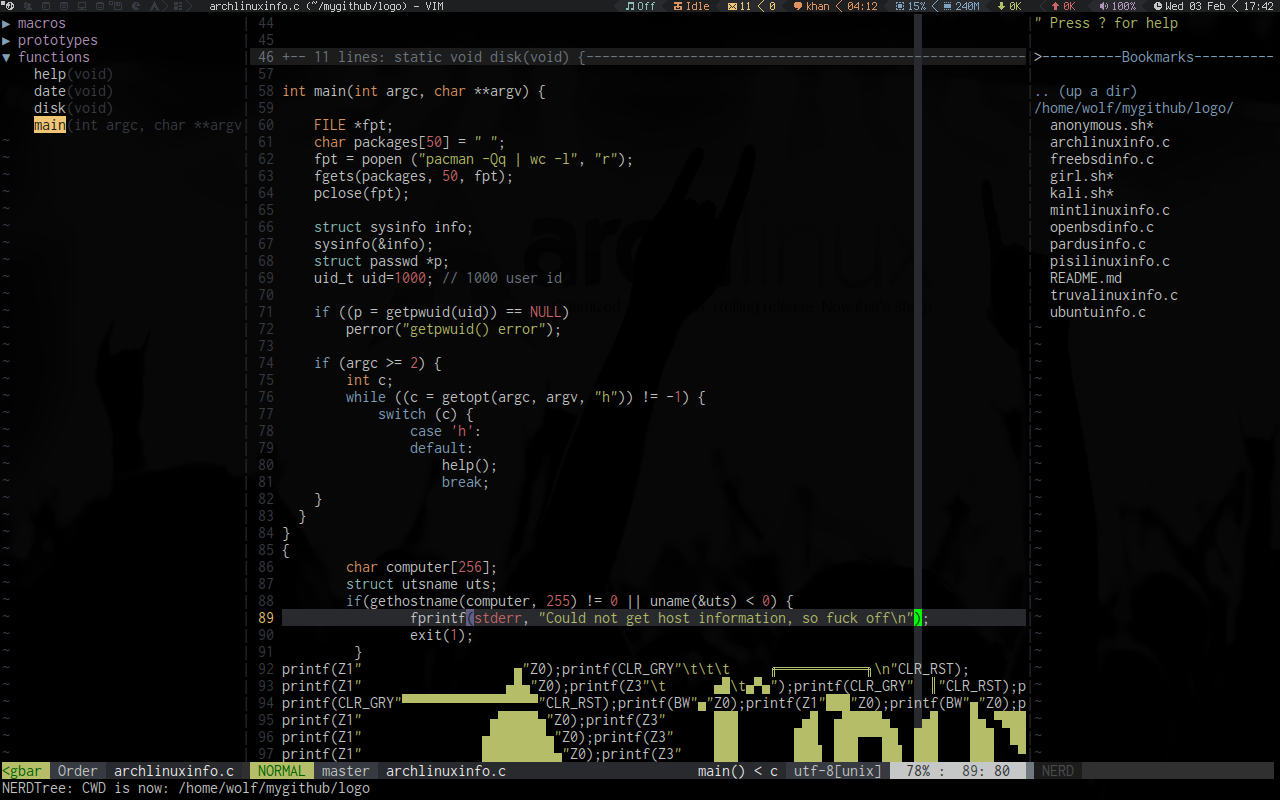 archlinuxinfo.c (~/mygithub/logo) - VIM
Off Idle 11 0 khan 04:12 15% 240M 0K 0K 100% Wed 03 Feb 17:42
▶ macros
▶ prototypes
▼ functions
help(void)
date(void)
disk(void)
main(int argc, char **argv
44
45
46 +-- 11 lines: static void disk(void) {-------------------------------------------------------
57
58 int main(int argc, char **argv) {
59
60     FILE *fpt;
61     char packages[50] = " ";
62     fpt = popen ("pacman -Qq | wc -l", "r");
63     fgets(packages, 50, fpt);
64     pclose(fpt);
65
66     struct sysinfo info;
67     sysinfo(&info);
68     struct passwd *p;
69     uid_t uid=1000; // 1000 user id
70
71     if ((p = getpwuid(uid)) == NULL)
72         perror("getpwuid() error");
73
74     if (argc >= 2) {
75         int c;
76         while ((c = getopt(argc, argv, "h")) != -1) {
77             switch (c) {
78                 case 'h':
79                 default:
80                     help();
81                     break;
82     }
83   }
84 }
85 {
86         char computer[256];
87         struct utsname uts;
88         if(gethostname(computer, 255) != 0 || uname(&uts) < 0) {
89                 fprintf(stderr, "Could not get host information, so fuck off\n");
90                 exit(1);
91          }
92 printf(Z1" "Z0);printf(CLR_GRY"\t\t\t ╔═══════════╗\n"CLR_RST);
93 printf(Z1" "Z0);printf(Z3"\t \t ");printf(CLR_GRY" ║"CLR_RST);p
94 printf(CLR_GRY" "CLR_RST);printf(BW" "Z0);printf(Z1" "Z0);printf(BW" "Z0);p
95 printf(Z1" "Z0);printf(Z3"
96 printf(Z1" "Z0);printf(Z3"
97 printf(Z1" "Z0);printf(Z3"
" Press ? for help
>----------Bookmarks----------
.. (up a dir)
/home/wolf/mygithub/logo/
anonymous.sh*
archlinuxinfo.c
freebsdinfo.c
girl.sh*
kali.sh*
mintlinuxinfo.c
openbsdinfo.c
pardusinfo.c
pisilinuxinfo.c
README.md
truvalinuxinfo.c
ubuntuinfo.c
<gbar Order archlinuxinfo.c NORMAL master archlinuxinfo.c main() < c utf-8[unix] 78% : 89: 80 NERD
NERDTree: CWD is now: /home/wolf/mygithub/logo